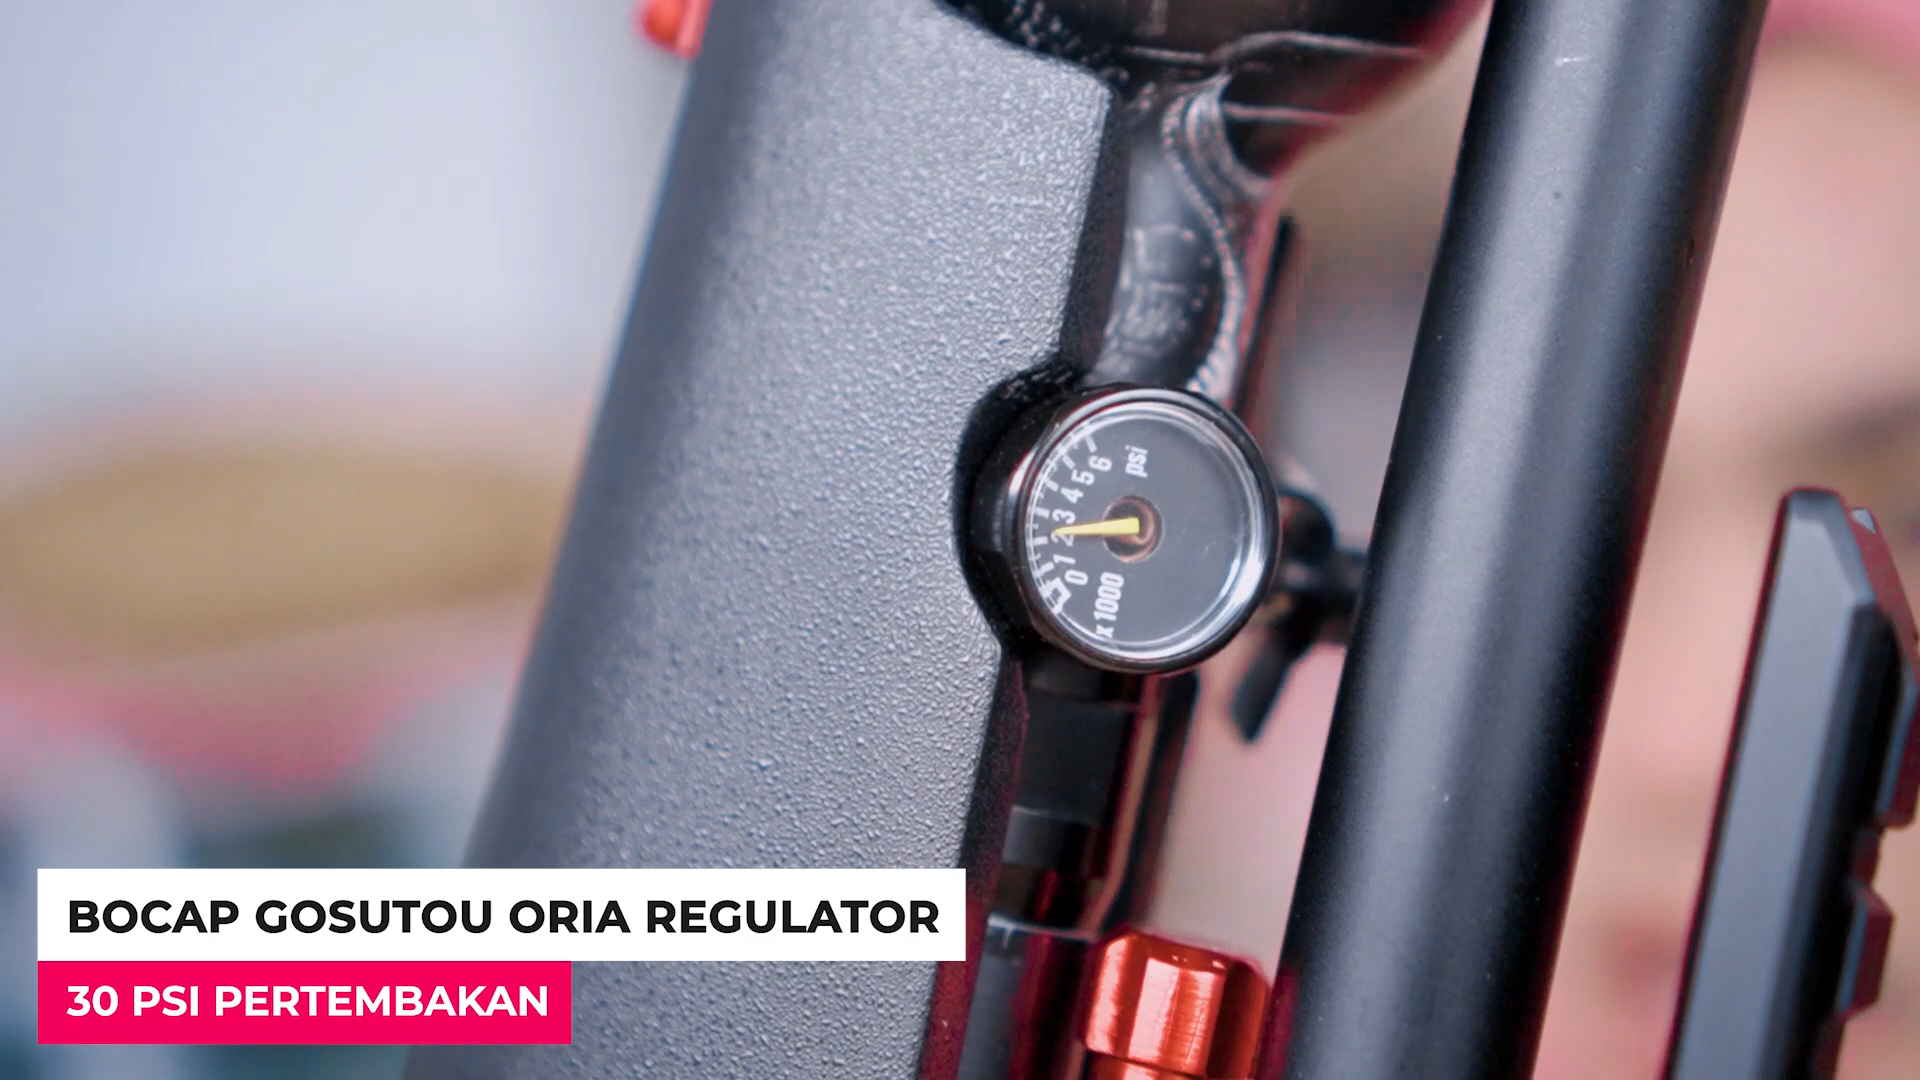 psi
6
5
4
3
2
1
0
x 1000
BOCAP GOSUTOU ORIA REGULATOR
30 PSI PERTEMBAKAN